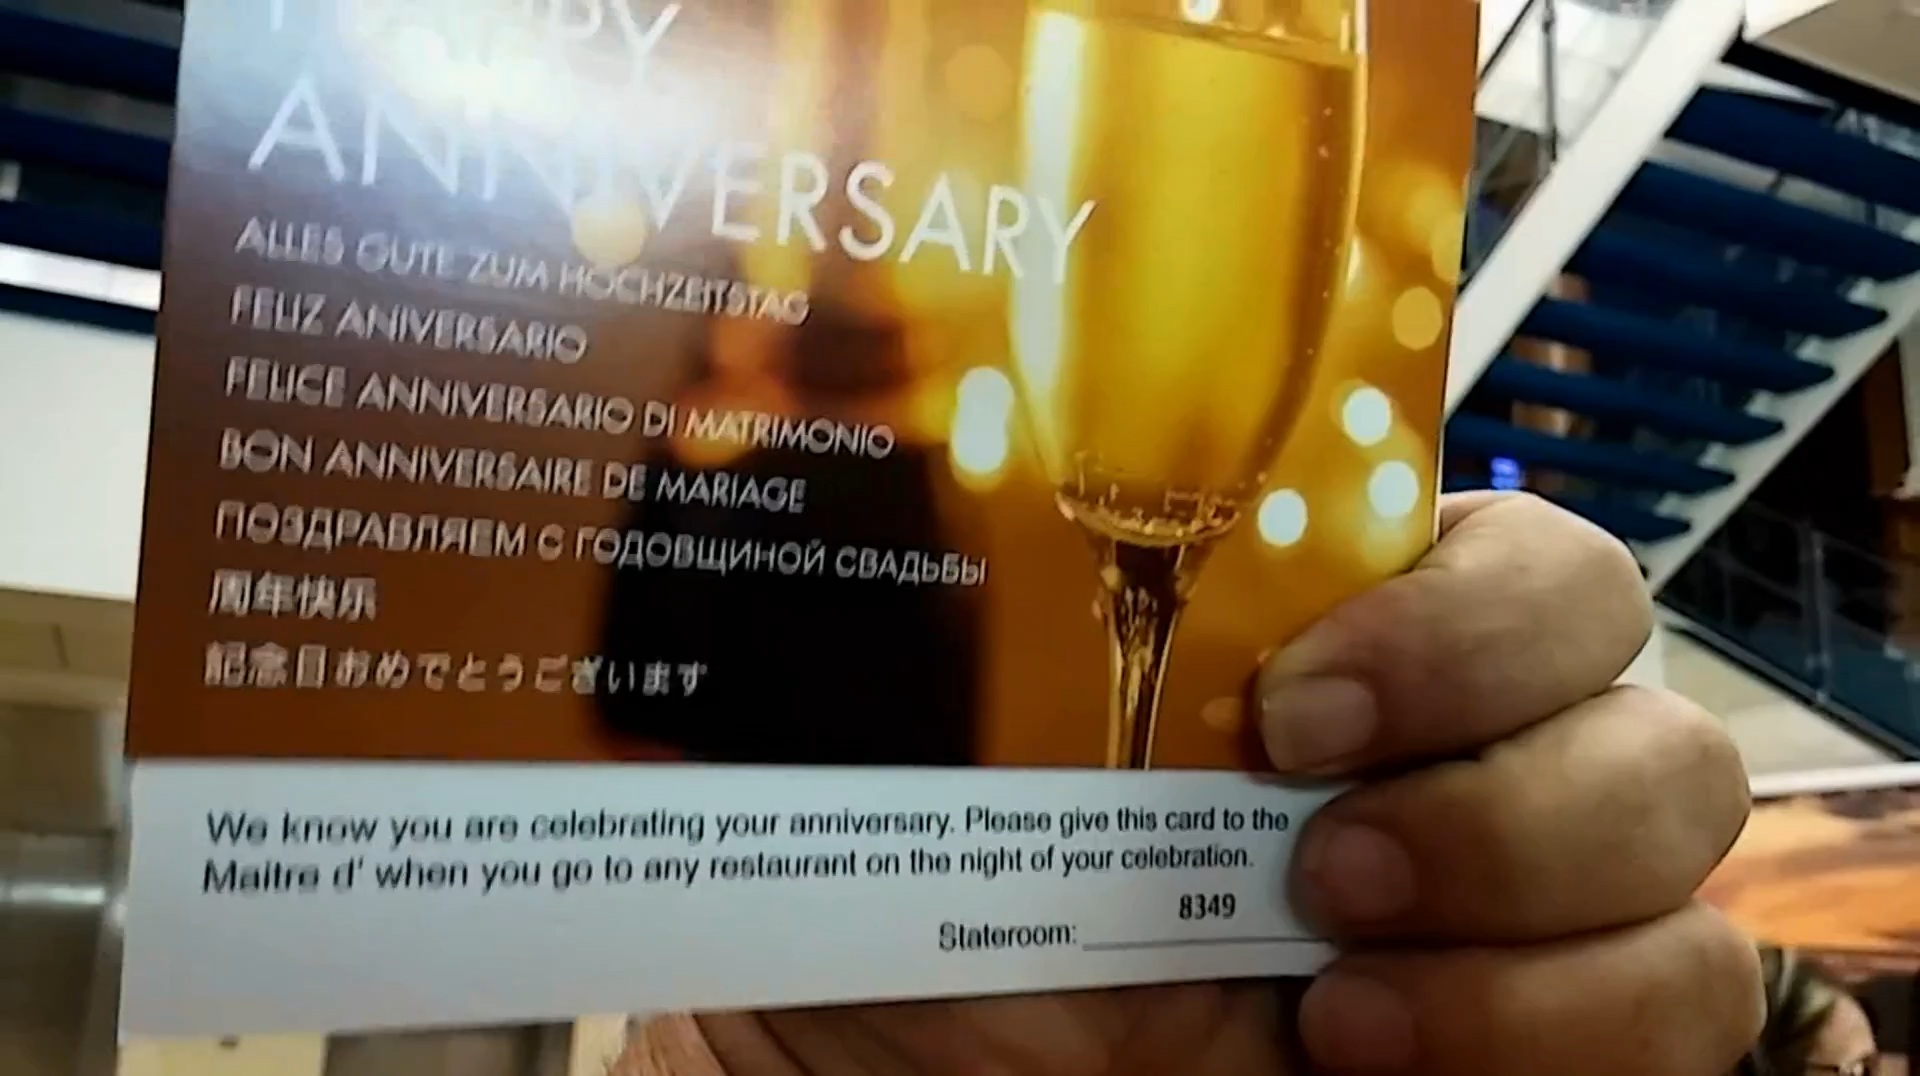 HAPPY
ANNIVERSARY
ALLES GUTE ZUM HOCHZEITSTAG
FELIZ ANIVERSARIO
FELICE ANNIVERSARIO DI MATRIMONIO
BON ANNIVERSAIRE DE MARIAGE
ПОЗДРАВЛЯЕМ С ГОДОВЩИНОЙ СВАДЬБЫ
周年快乐
記念日おめでとうございます
We know you are celebrating your anniversary. Please give this card to the
Maitre d' when you go to any restaurant on the night of your celebration.
8349
Stateroom: